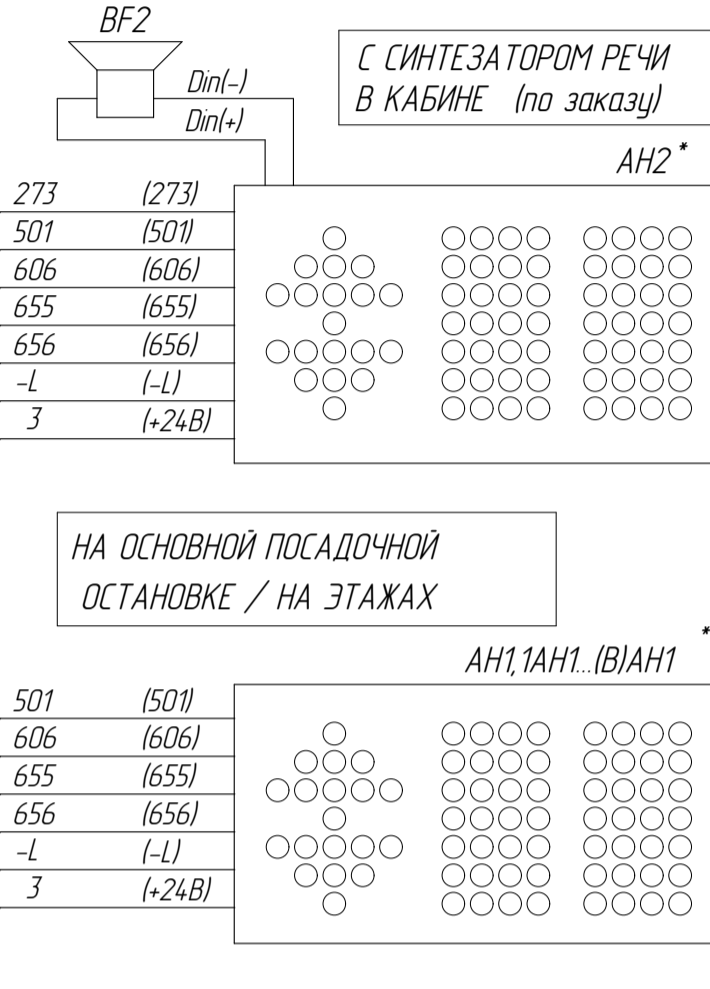 BF2
Din(-)
Din(+)
С СИНТЕЗАТОРОМ РЕЧИ
В КАБИНЕ (по заказу)
АН2*
273 (273)
501 (501)
606 (606)
655 (655)
656 (656)
-L (-L)
3 (+24В)
НА ОСНОВНОЙ ПОСАДОЧНОЙ
ОСТАНОВКЕ / НА ЭТАЖАХ
АН1,1АН1...(В)АН1*
501 (501)
606 (606)
655 (655)
656 (656)
-L (-L)
3 (+24В)